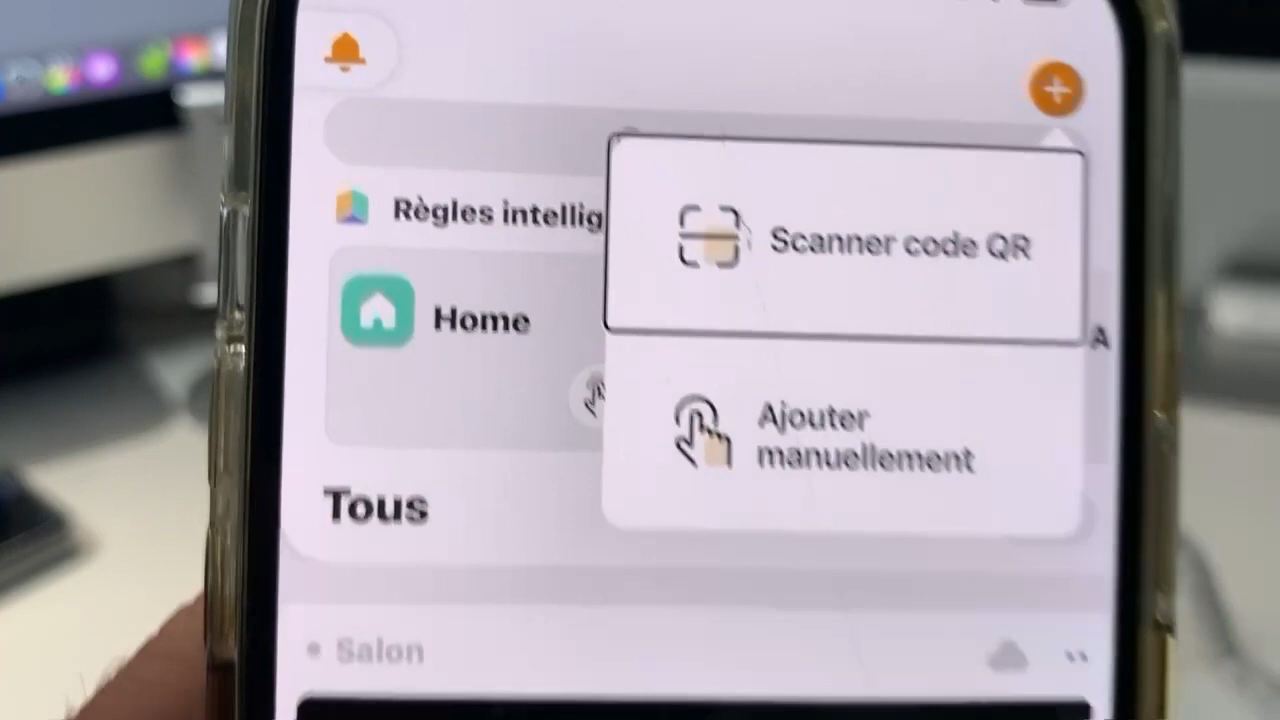 Règles intellig
Scanner code QR
Home
A
Ajouter
manuellement
Tous
Salon